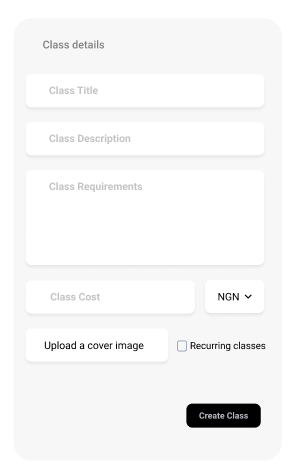 Class details
Class Title
Class Description
Class Requirements
Class Cost
NGN
Upload a cover image
Recurring classes
Create Class